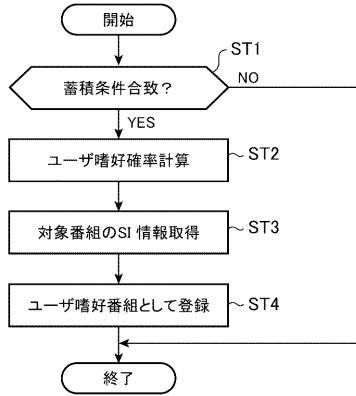 開始
ST1
蓄積条件合致？
NO
YES
ユーザ嗜好確率計算
ST2
対象番組のSI 情報取得
ST3
ユーザ嗜好番組として登録
ST4
終了